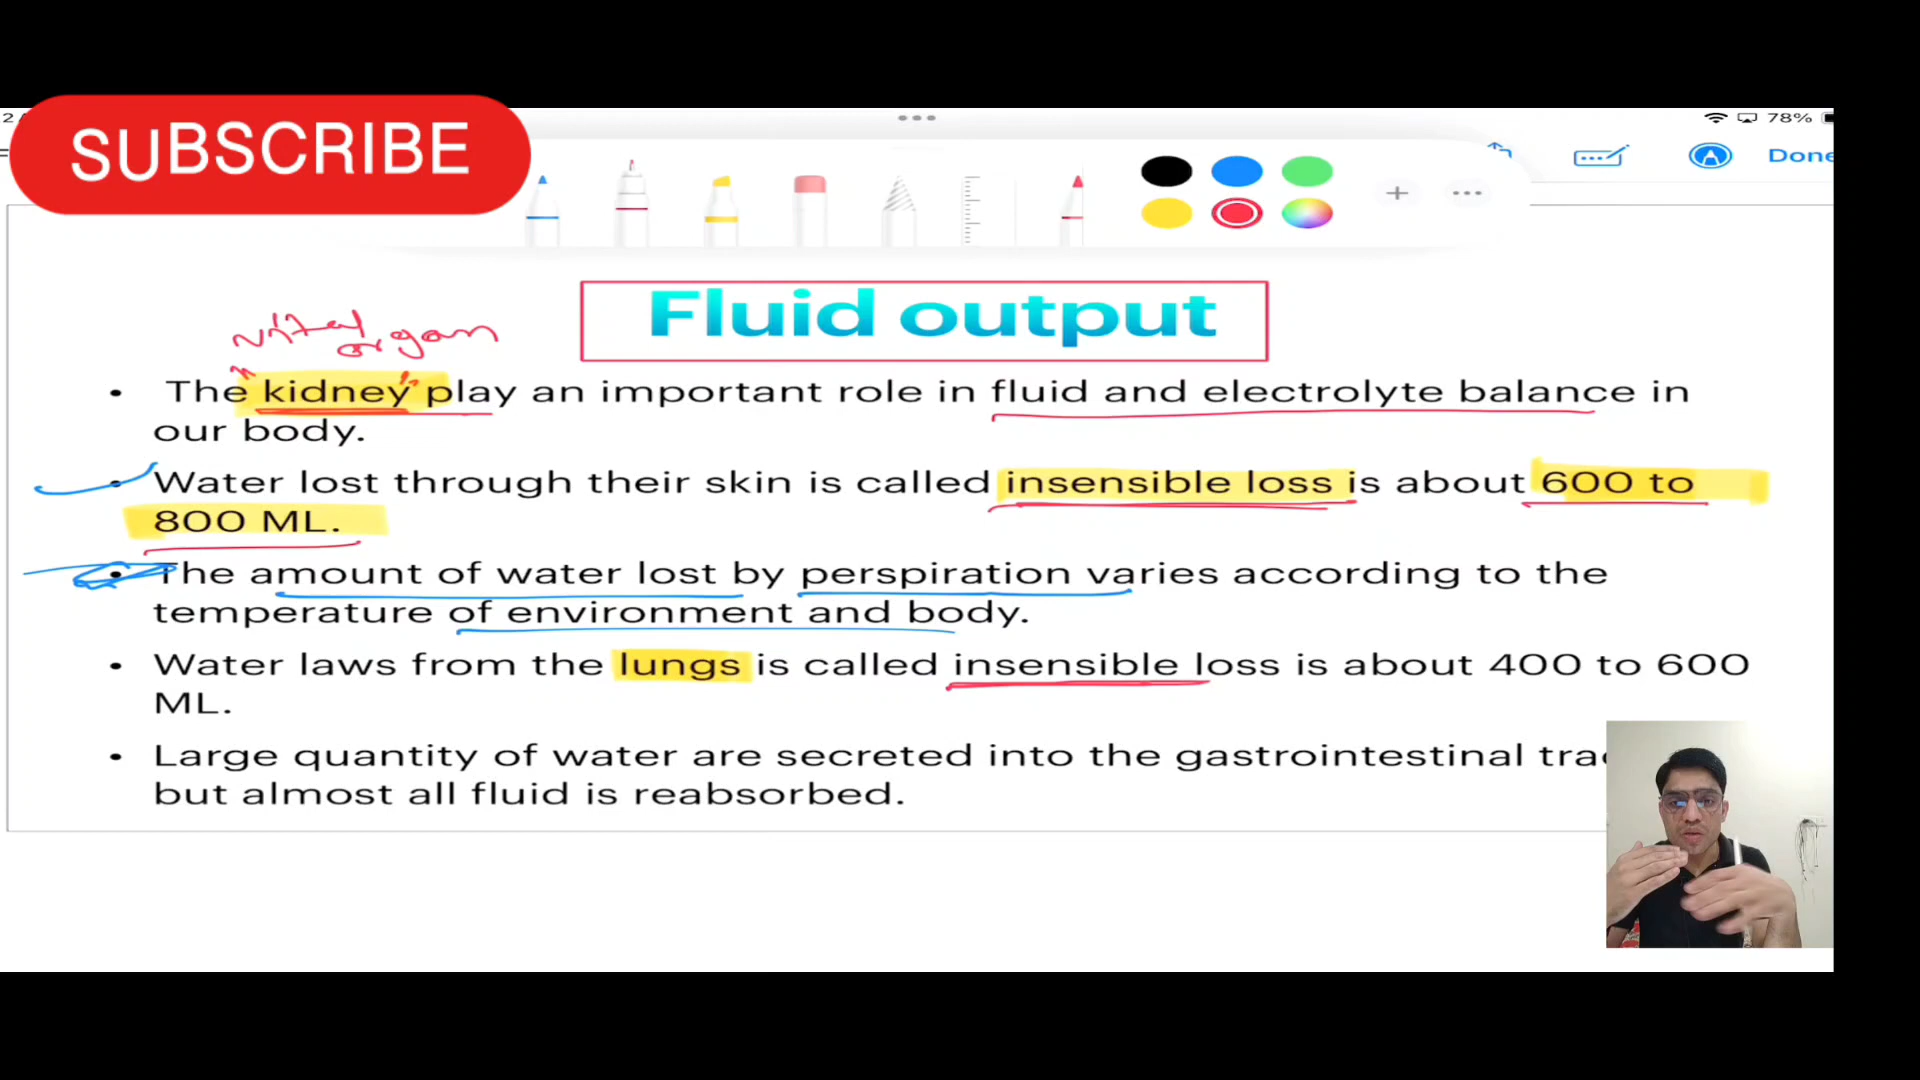 SUBSCRIBE
78%
Done
Fluid output
vital organ
The kidney play an important role in fluid and electrolyte balance in
our body.
Water lost through their skin is called insensible loss is about 600 to
800 ML.
The amount of water lost by perspiration varies according to the
temperature of environment and body.
Water laws from the lungs is called insensible loss is about 400 to 600
ML.
Large quantity of water are secreted into the gastrointestinal
but almost all fluid is reabsorbed.